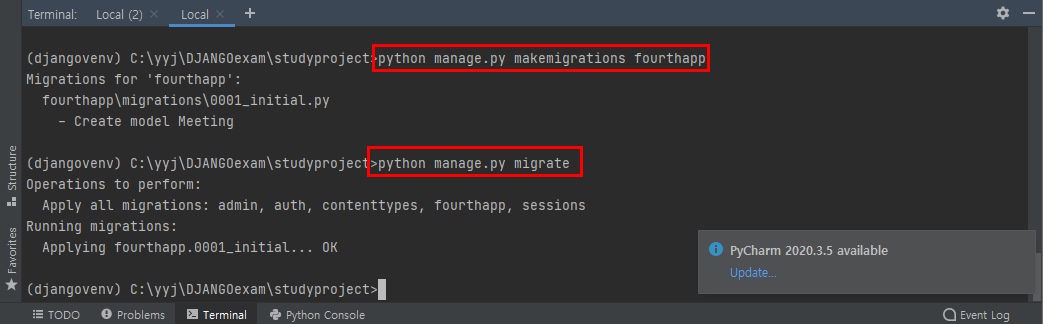 Terminal: Local (2) × Local × +
(djangovenv) C:\yyj\DJANGOexam\studyproject>python manage.py makemigrations fourthapp
Migrations for 'fourthapp':
fourthapp\migrations\0001_initial.py
- Create model Meeting
(djangovenv) C:\yyj\DJANGOexam\studyproject>python manage.py migrate
Operations to perform:
Apply all migrations: admin, auth, contenttypes, fourthapp, sessions
Running migrations:
Applying fourthapp.0001_initial... OK
(djangovenv) C:\yyj\DJANGOexam\studyproject>
Structure
Favorites
PyCharm 2020.3.5 available
Update...
TODO Problems Terminal Python Console Event Log